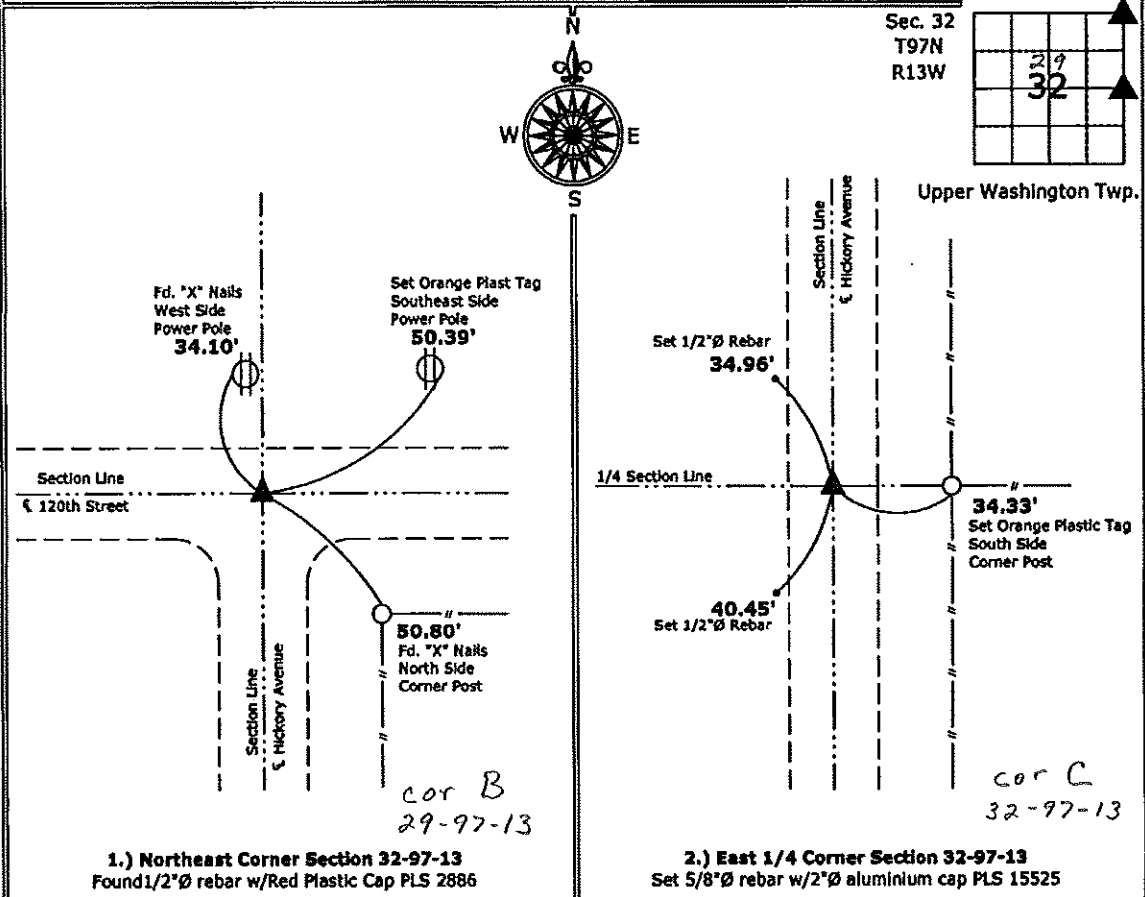 N
W
E
S
Sec. 32
T97N
R13W
29
32
Upper Washington Twp.
Fd. "X" Nails
West Side
Power Pole
34.10'
Set Orange Plast Tag
Southeast Side
Power Pole
50.39'
Section Line
℄ 120th Street
50.80'
Fd. "X" Nails
North Side
Corner Post
Section Line
℄ Hickory Avenue
cor B
29-97-13
1.) Northeast Corner Section 32-97-13
Found1/2"Ø rebar w/Red Plastic Cap PLS 2886
Section Line
℄ Hickory Avenue
Set 1/2"Ø Rebar
34.96'
1/4 Section Line
34.33'
Set Orange Plastic Tag
South Side
Corner Post
40.45'
Set 1/2"Ø Rebar
cor C
32-97-13
2.) East 1/4 Corner Section 32-97-13
Set 5/8"Ø rebar w/2"Ø aluminium cap PLS 15525